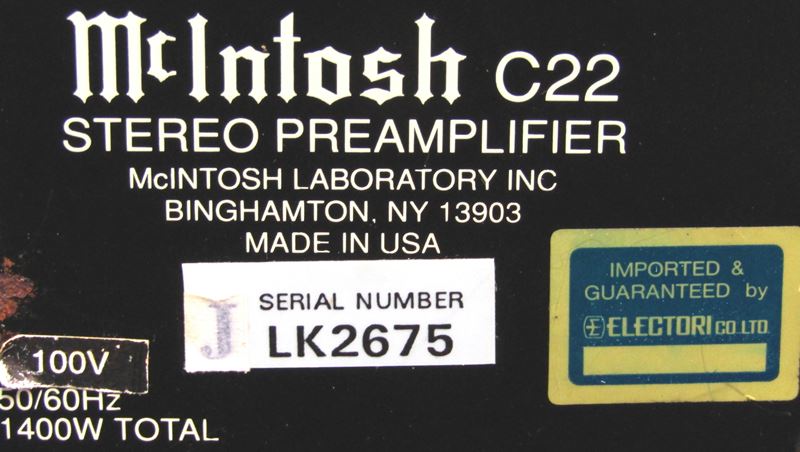 McIntosh C22
STEREO PREAMPLIFIER
McINTOSH LABORATORY INC
BINGHAMTON, NY 13903
MADE IN USA
J
SERIAL NUMBER
LK2675
IMPORTED &
GUARANTEED by
E ELECTORI CO. LTD.
100V
50/60Hz
1400W TOTAL